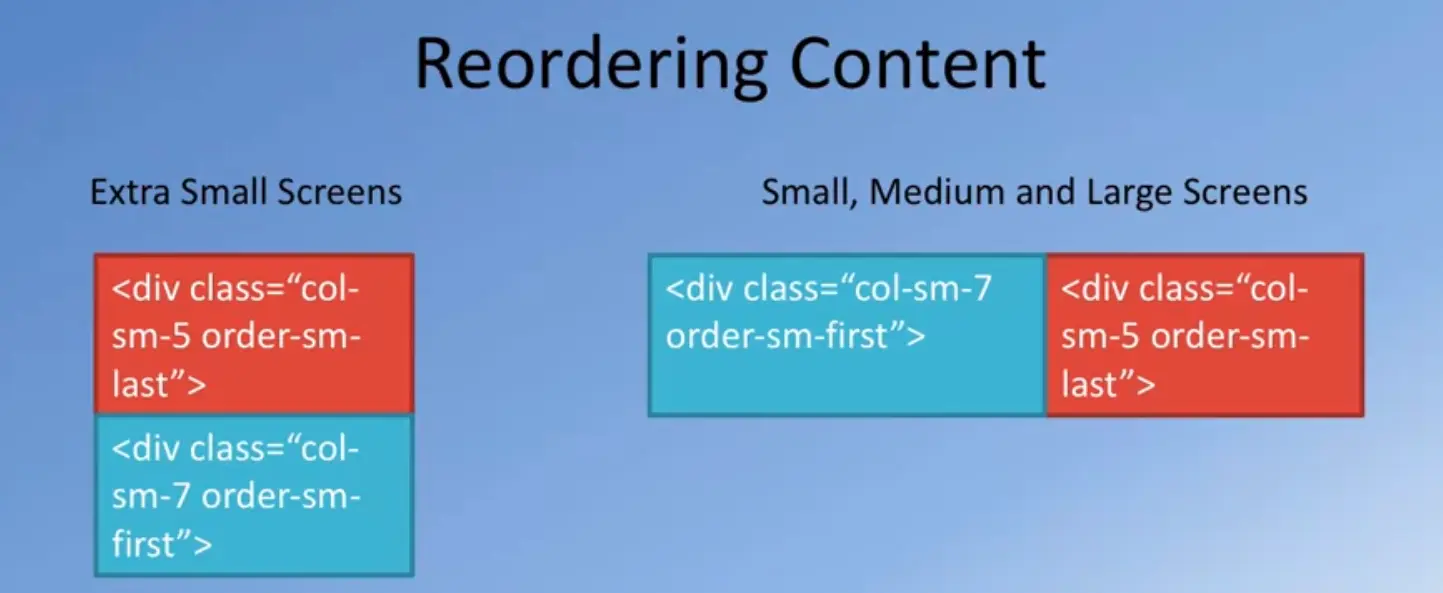 Reordering Content
Extra Small Screens
<div class=“col-
sm-5 order-sm-
last”>
<div class=“col-
sm-7 order-sm-
first”>
Small, Medium and Large Screens
<div class=“col-sm-7
order-sm-first”>
<div class=“col-
sm-5 order-sm-
last”>